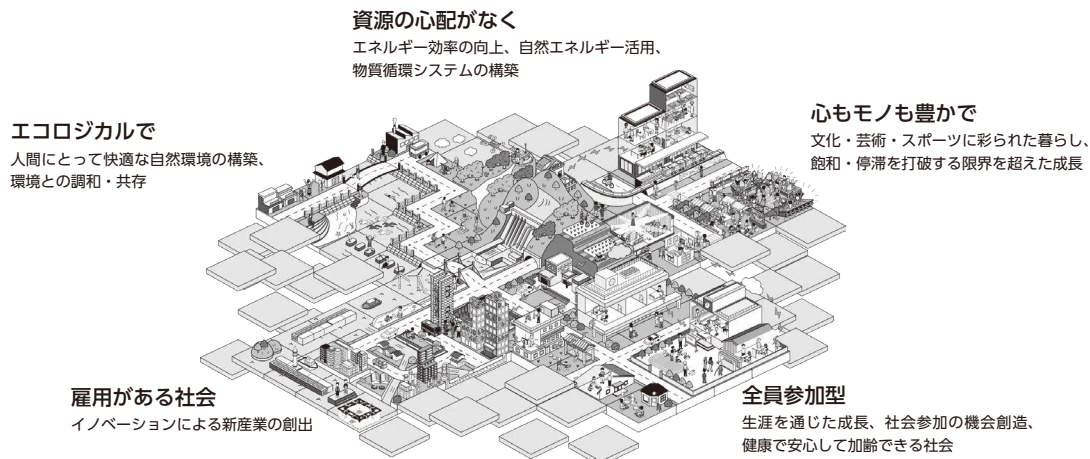 資源の心配がなく
エネルギー効率の向上、自然エネルギー活用、
物質循環システムの構築
エコロジカルで
人間にとって快適な自然環境の構築、
環境との調和・共存
心もモノも豊かで
文化・芸術・スポーツに彩られた暮らし、
飽和・停滞を打破する限界を超えた成長
雇用がある社会
イノベーションによる新産業の創出
全員参加型
生涯を通じた成長、社会参加の機会創造、
健康で安心して加齢できる社会